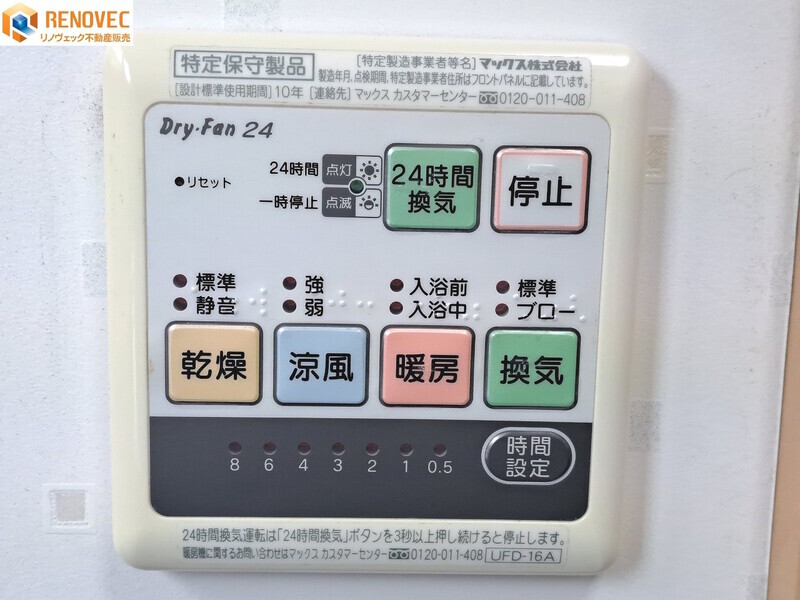 RENOVEC
リノヴェック不動産販売
特定保守製品
[特定製造事業者等名] マックス株式会社
製造年月、点検期間、特定製造事業者住所はフロントパネルに記載しています。
[設計標準使用期間] 10年 [連絡先] マックス カスタマーセンター 0120-011-408
Dry・Fan 24
リセット
24時間 点灯
一時停止 点滅
24時間
換気
停止
標準
静音
強
弱
入浴前
入浴中
標準
ブロー
乾燥
涼風
暖房
換気
8 6 4 3 2 1 0.5
時間
設定
24時間換気運転は「24時間換気」ボタンを3秒以上押し続けると停止します。
暖房機に関するお問い合わせはマックス カスタマーセンター 0120-011-408 UFD-16A